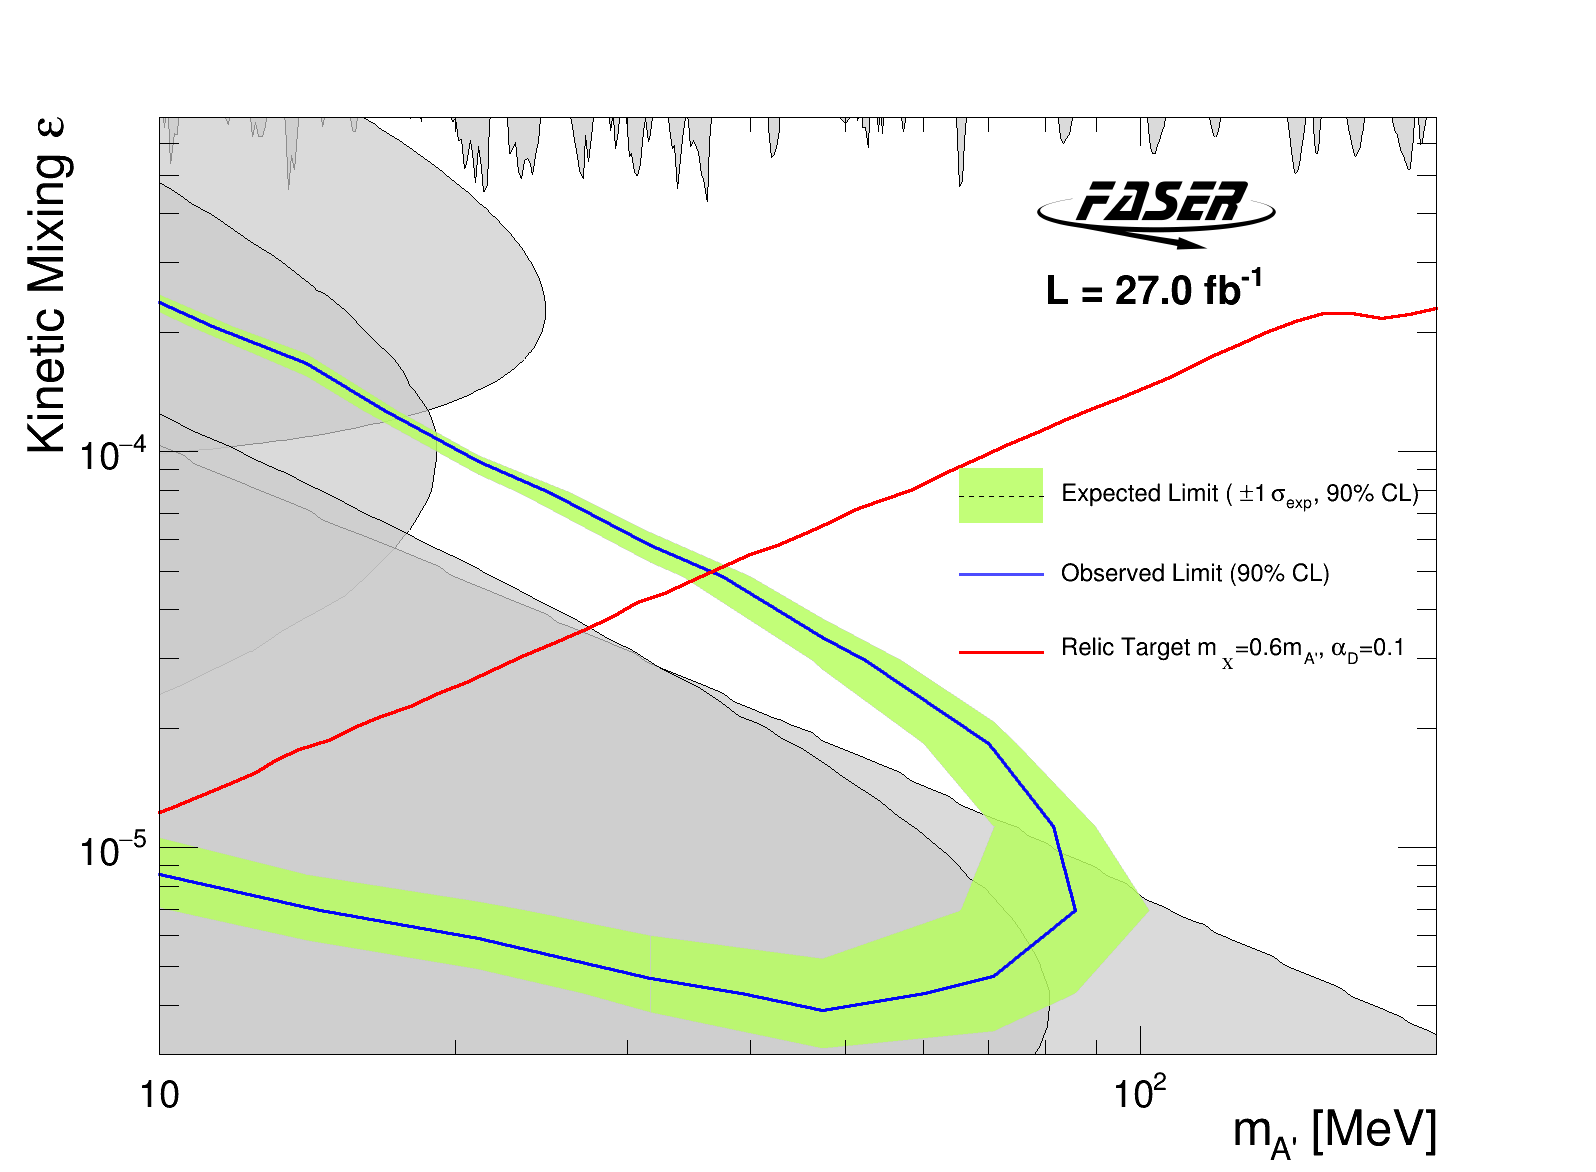 Kinetic Mixing ε
FASER
L = 27.0 fb⁻¹
10⁻⁴
Expected Limit ( ±1 σexp, 90% CL)
Observed Limit (90% CL)
Relic Target m χ=0.6mA', αD=0.1
10⁻⁵
10
10²
mA' [MeV]